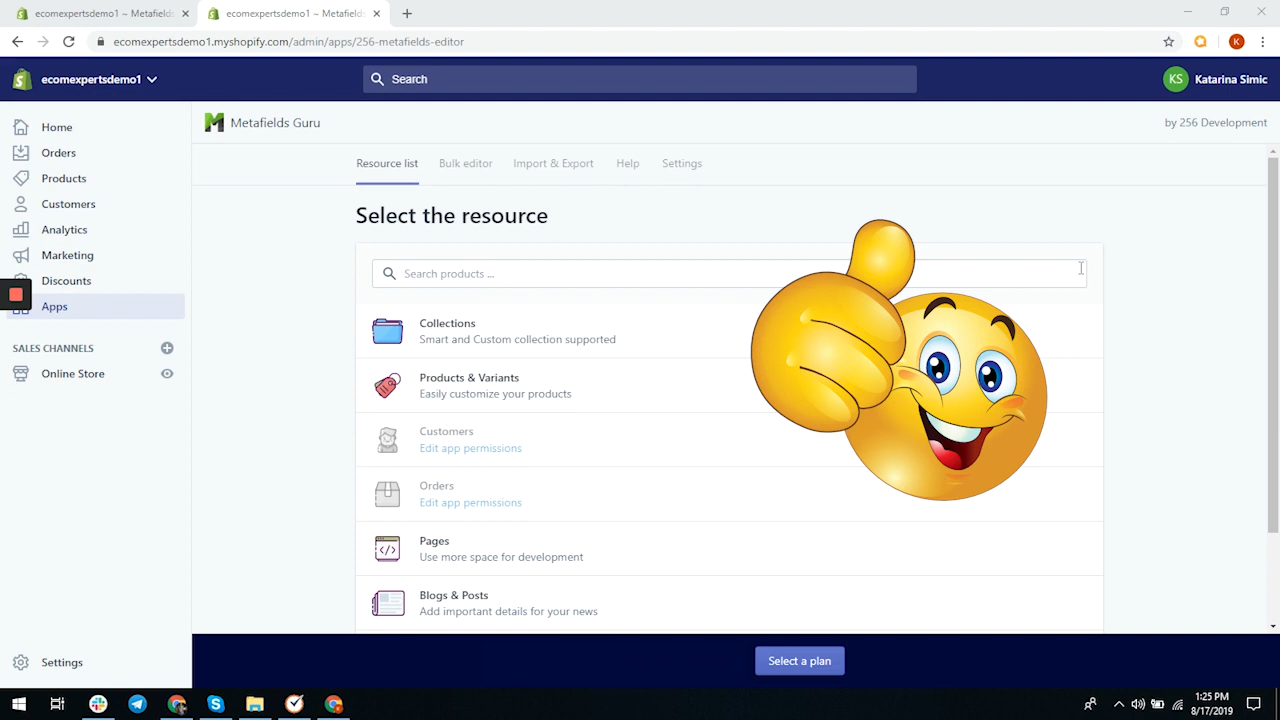 ecomexpertsdemo1 ~ Metafields
ecomexpertsdemo1 ~ Metafields
ecomexpertsdemo1.myshopify.com/admin/apps/256-metafields-editor
K
ecomexpertsdemo1
Search
KS
Katarina Simic
Home
Orders
Products
Customers
Analytics
Marketing
Discounts
Apps
SALES CHANNELS
Online Store
Settings
Metafields Guru
by 256 Development
Resource list
Bulk editor
Import & Export
Help
Settings
Select the resource
Search products ...
Collections
Smart and Custom collection supported
Products & Variants
Easily customize your products
Customers
Edit app permissions
Orders
Edit app permissions
Pages
Use more space for development
Blogs & Posts
Add important details for your news
Select a plan
1:25 PM
8/17/2019